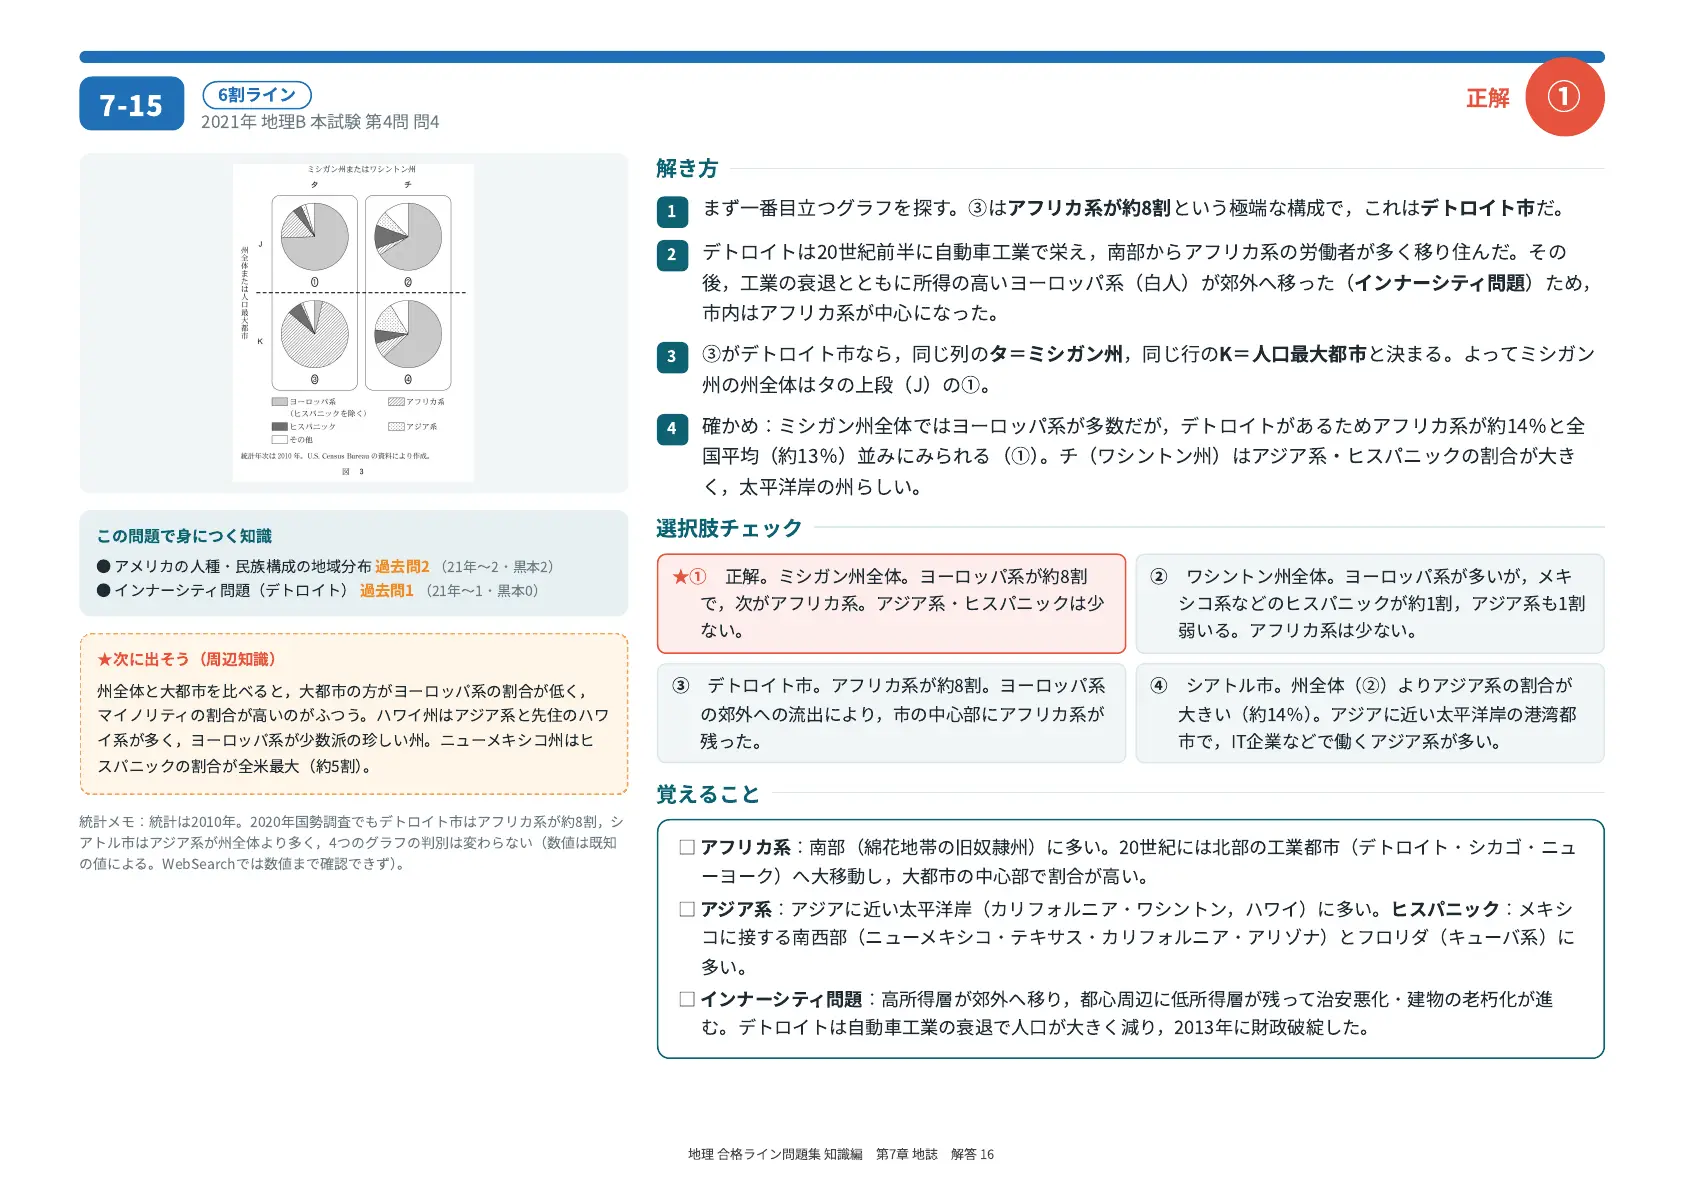 7-15
6割ライン
2021年 地理B 本試験 第4問 問4
正解
①
ミシガン州またはワシントン州
タ
チ
州全体または人口最大都市
J
①
②
K
③
④
ヨーロッパ系
(ヒスパニックを除く)
アフリカ系
ヒスパニック
アジア系
その他
統計年次は2010年。U.S. Census Bureau の資料により作成。
図 3
この問題で身につく知識
● アメリカの人種・民族構成の地域分布 過去問2 （21年〜2・黒本2）
● インナーシティ問題（デトロイト） 過去問1 （21年〜1・黒本0）
★次に出そう（周辺知識）
州全体と大都市を比べると，大都市の方がヨーロッパ系の割合が低く，
マイノリティの割合が高いのがふつう。ハワイ州はアジア系と先住のハワ
イ系が多く，ヨーロッパ系が少数派の珍しい州。ニューメキシコ州はヒ
スパニックの割合が全米最大（約5割）。
統計メモ：統計は2010年。2020年国勢調査でもデトロイト市はアフリカ系が約8割，シ
アトル市はアジア系が州全体より多く，4つのグラフの判別は変わらない（数値は既知
の値による。WebSearchでは数値まで確認できず）。
解き方
1 まず一番目立つグラフを探す。③はアフリカ系が約8割という極端な構成で，これはデトロイト市だ。
2 デトロイトは20世紀前半に自動車工業で栄え，南部からアフリカ系の労働者が多く移り住んだ。その
後，工業の衰退とともに所得の高いヨーロッパ系（白人）が郊外へ移った（インナーシティ問題）ため，
市内はアフリカ系が中心になった。
3 ③がデトロイト市なら，同じ列のタ＝ミシガン州，同じ行のK＝人口最大都市と決まる。よってミシガン
州の州全体はタの上段（J）の①。
4 確かめ：ミシガン州全体ではヨーロッパ系が多数だが，デトロイトがあるためアフリカ系が約14％と全
国平均（約13％）並みにみられる（①）。チ（ワシントン州）はアジア系・ヒスパニックの割合が大き
く，太平洋岸の州らしい。
選択肢チェック
★① 正解。ミシガン州全体。ヨーロッパ系が約8割
で，次がアフリカ系。アジア系・ヒスパニックは少
ない。
② ワシントン州全体。ヨーロッパ系が多いが，メキ
シコ系などのヒスパニックが約1割，アジア系も1割
弱いる。アフリカ系は少ない。
③ デトロイト市。アフリカ系が約8割。ヨーロッパ系
の郊外への流出により，市の中心部にアフリカ系が
残った。
④ シアトル市。州全体（②）よりアジア系の割合が
大きい（約14％）。アジアに近い太平洋岸の港湾都
市で，IT企業などで働くアジア系が多い。
覚えること
□ アフリカ系：南部（綿花地帯の旧奴隷州）に多い。20世紀には北部の工業都市（デトロイト・シカゴ・ニュ
ーヨーク）へ大移動し，大都市の中心部で割合が高い。
□ アジア系：アジアに近い太平洋岸（カリフォルニア・ワシントン，ハワイ）に多い。ヒスパニック：メキシ
コに接する南西部（ニューメキシコ・テキサス・カリフォルニア・アリゾナ）とフロリダ（キューバ系）に
多い。
□ インナーシティ問題：高所得層が郊外へ移り，都心周辺に低所得層が残って治安悪化・建物の老朽化が進
む。デトロイトは自動車工業の衰退で人口が大きく減り，2013年に財政破綻した。
地理 合格ライン問題集 知識編 第7章 地誌 解答 16